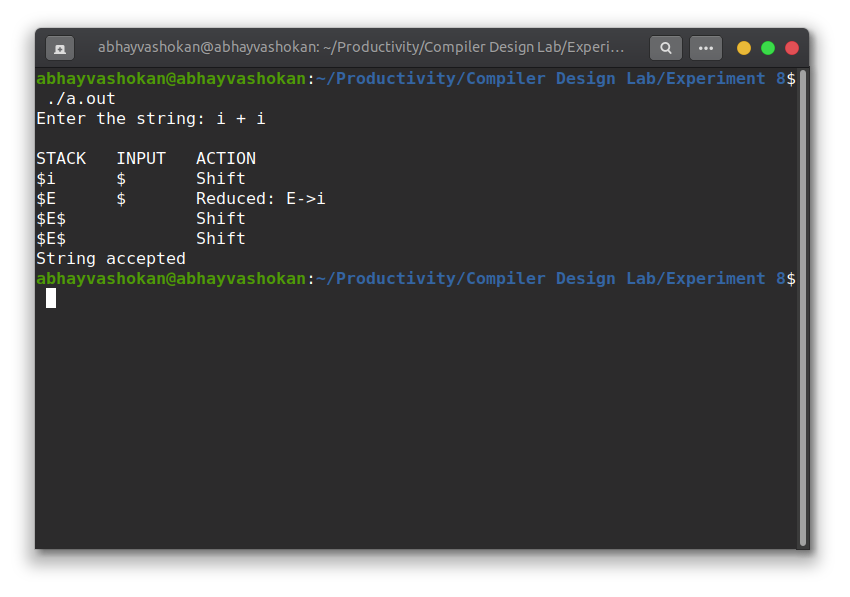 abhayvashokan@abhayvashokan: ~/Productivity/Compiler Design Lab/Experi...
abhayvashokan@abhayvashokan:~/Productivity/Compiler Design Lab/Experiment 8$
./a.out
Enter the string: i + i
STACK   INPUT   ACTION
$i      $       Shift
$E      $       Reduced: E->i
$E$             Shift
$E$             Shift
String accepted
abhayvashokan@abhayvashokan:~/Productivity/Compiler Design Lab/Experiment 8$